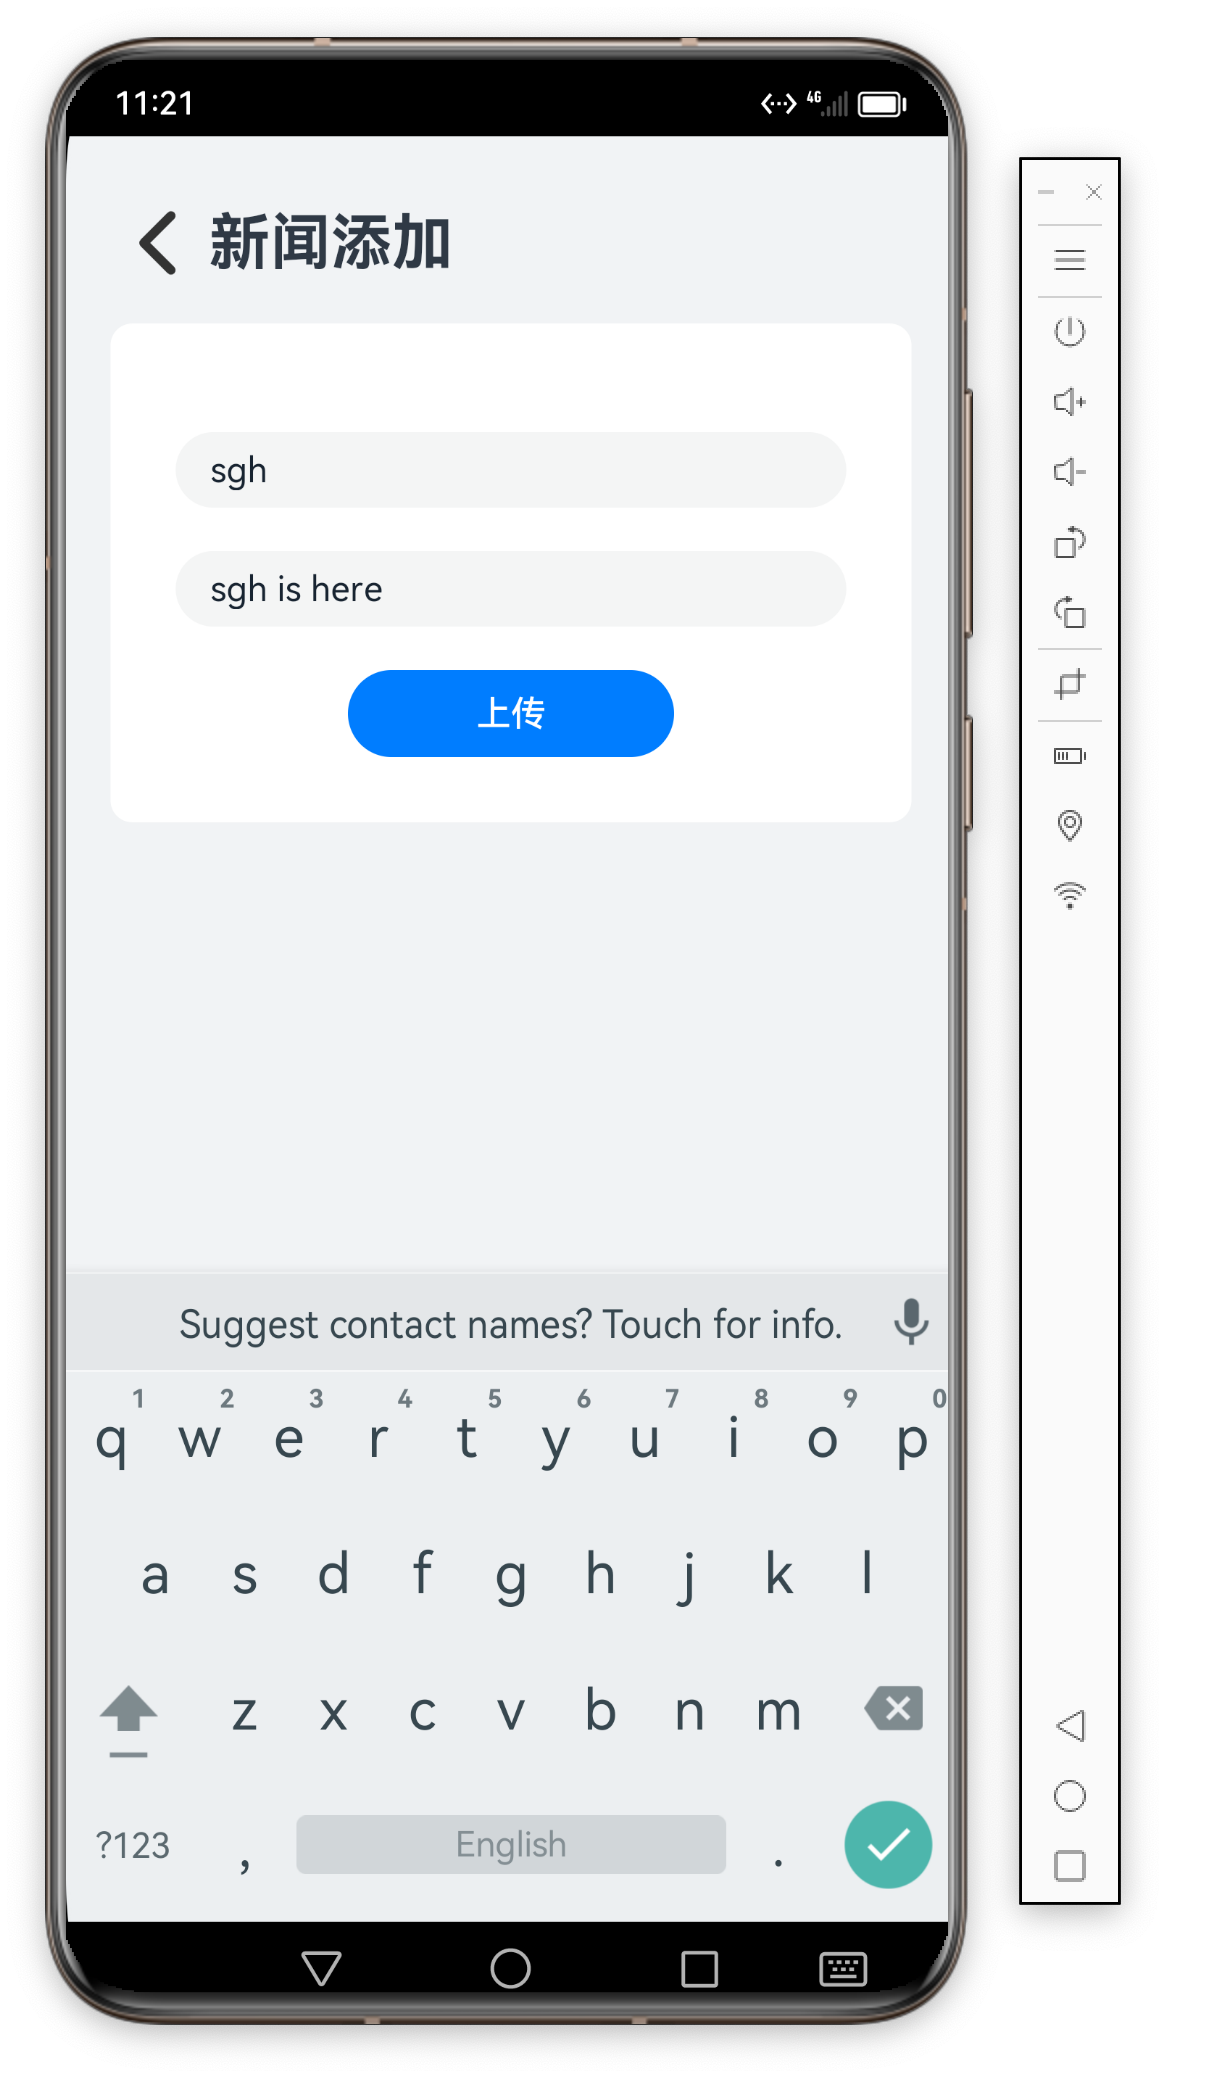 11:21 4G
新闻添加
sgh
sgh is here
上传
Suggest contact names? Touch for info.
1 2 3 4 5 6 7 8 9 0
q w e r t y u i o p
a s d f g h j k l
z x c v b n m
?123 , English .